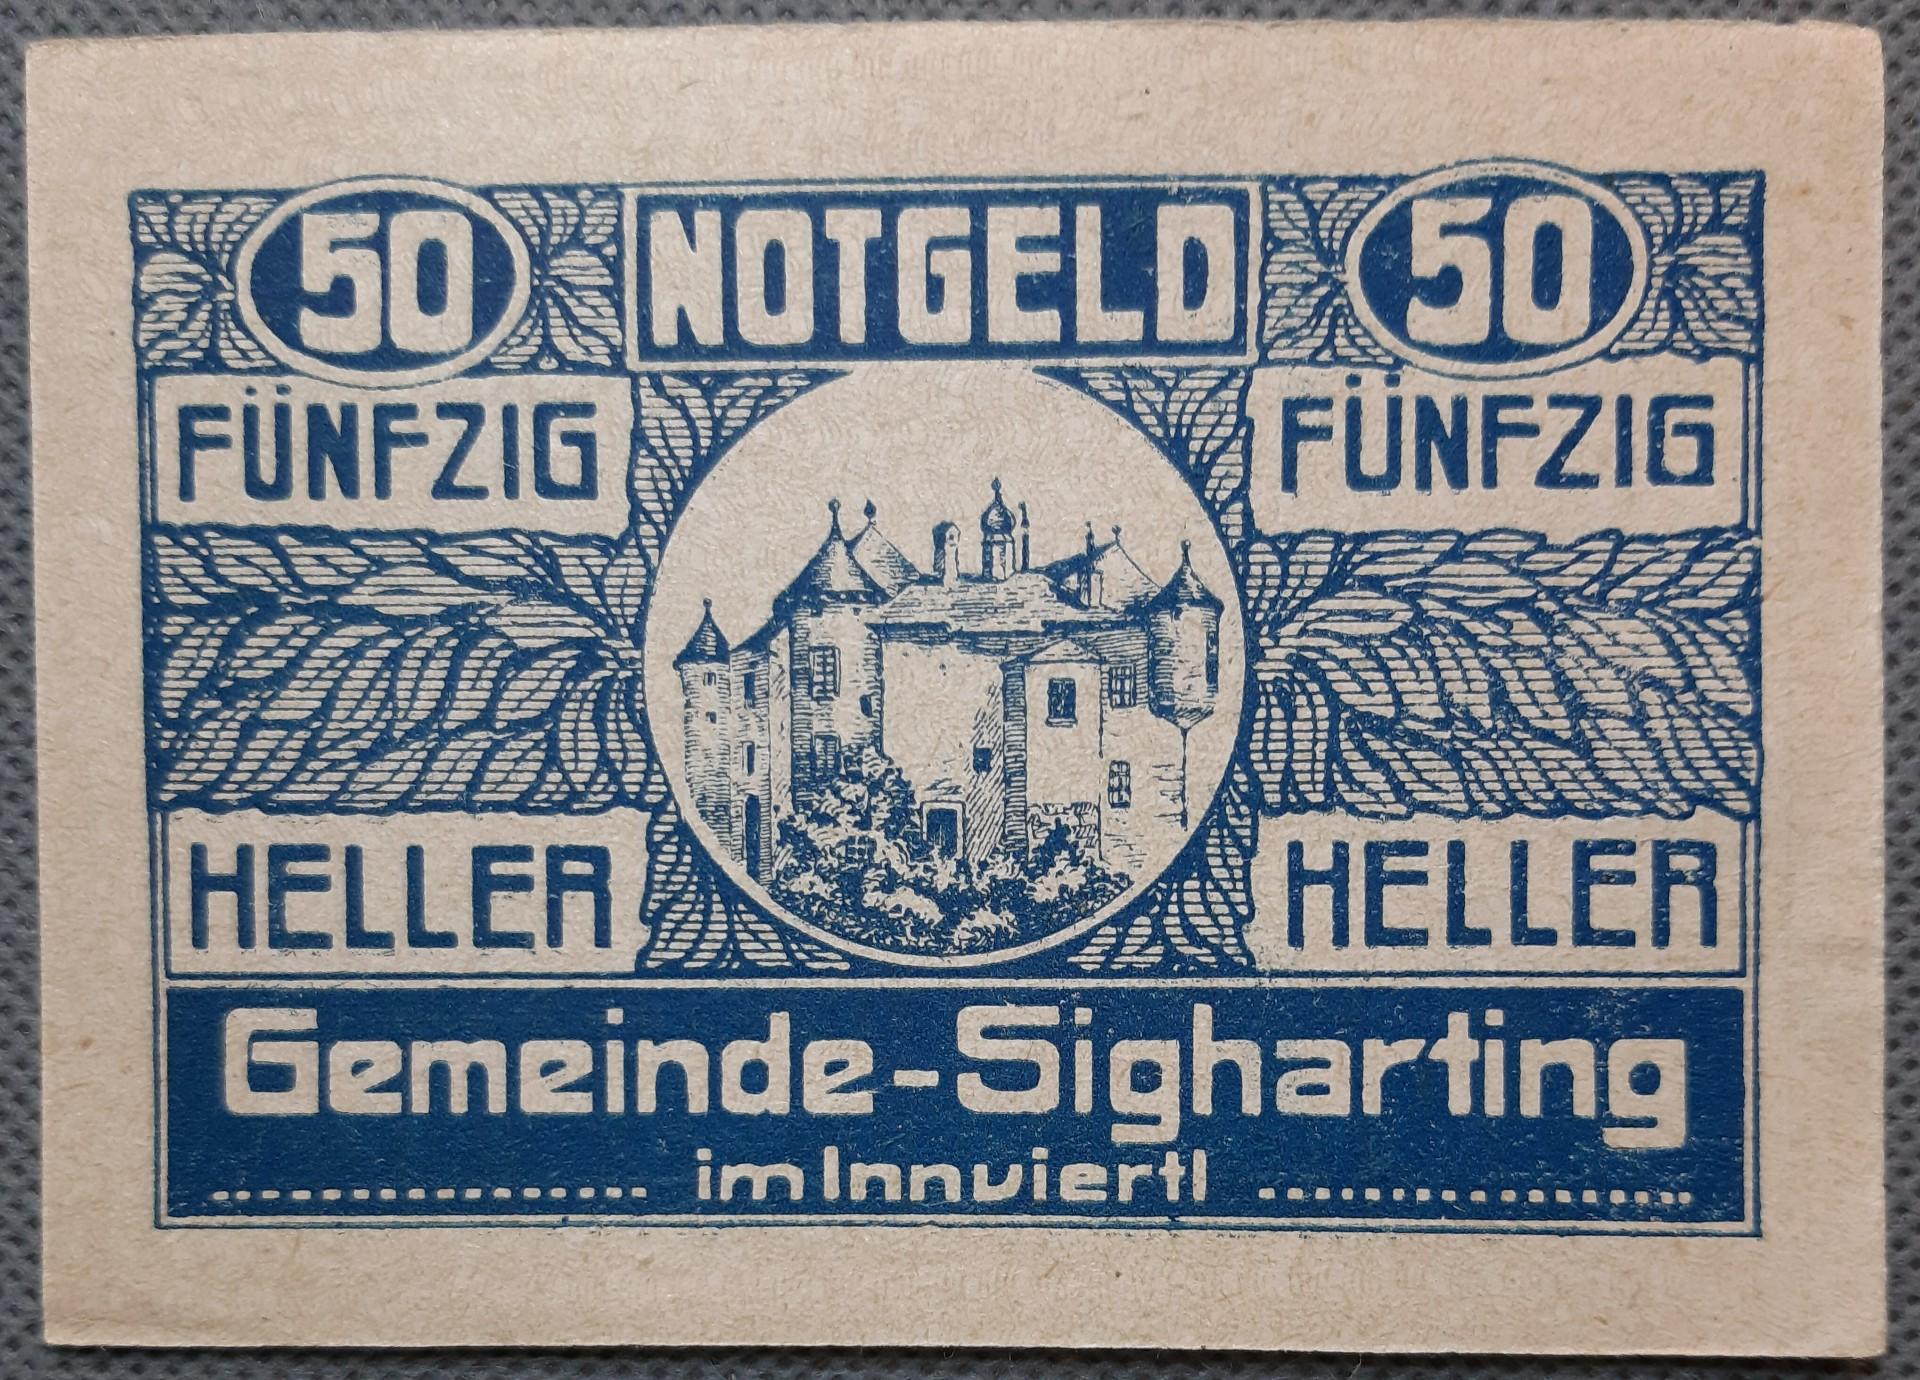 50 NOTGELD 50
FÜNFZIG FÜNFZIG
HELLER HELLER
Gemeinde-Sigharting
im Innviertl